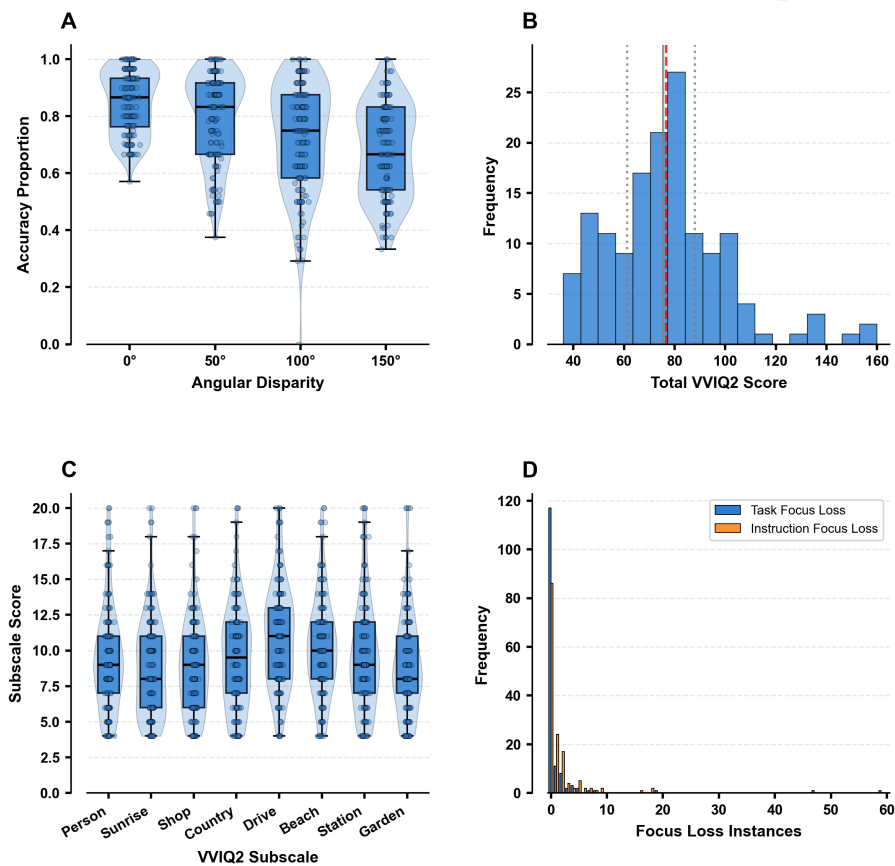 A
Accuracy Proportion
1.0
0.8
0.6
0.4
0.2
0.0
0° 50° 100° 150°
Angular Disparity
B
Frequency
25
20
15
10
5
0
40 60 80 100 120 140 160
Total VVIQ2 Score
C
Subscale Score
20.0
17.5
15.0
12.5
10.0
7.5
5.0
2.5
0.0
Person Sunrise Shop Country Drive Beach Station Garden
VVIQ2 Subscale
D
Frequency
120
100
80
60
40
20
0
Task Focus Loss
Instruction Focus Loss
0 10 20 30 40 50 60
Focus Loss Instances